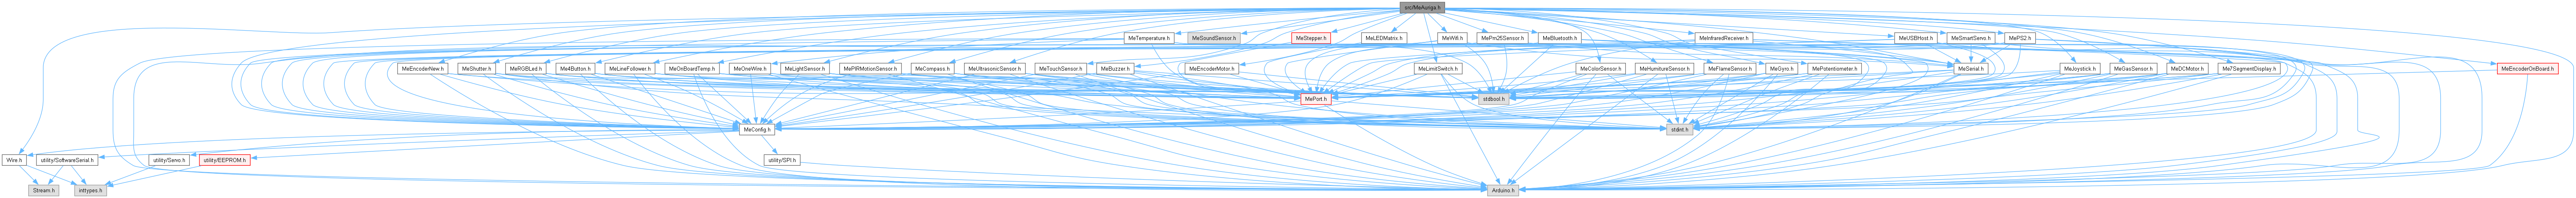 src/MeAuriga.h
MeTemperature.h
MeSoundSensor.h
MeStepper.h
MeLEDMatrix.h
MeWifi.h
MePm25Sensor.h
MeBluetooth.h
MeInfraredReceiver.h
MeUSBHost.h
MeSmartServo.h
MePS2.h
MeEncoderNew.h
MeShutter.h
MeRGBLed.h
Me4Button.h
MeLineFollower.h
MeOnBoardTemp.h
MeOneWire.h
MeLightSensor.h
MePIRMotionSensor.h
MeCompass.h
MeUltrasonicSensor.h
MeTouchSensor.h
MeBuzzer.h
MeEncoderMotor.h
MeLimitSwitch.h
MeColorSensor.h
MeHumitureSensor.h
MeFlameSensor.h
MeGyro.h
MePotentiometer.h
MeSerial.h
MeJoystick.h
MeGasSensor.h
MeDCMotor.h
Me7SegmentDisplay.h
MeEncoderOnBoard.h
MePort.h
stdbool.h
MeConfig.h
stdint.h
Wire.h
utility/SoftwareSerial.h
utility/Servo.h
utility/EEPROM.h
utility/SPI.h
Stream.h
inttypes.h
Arduino.h